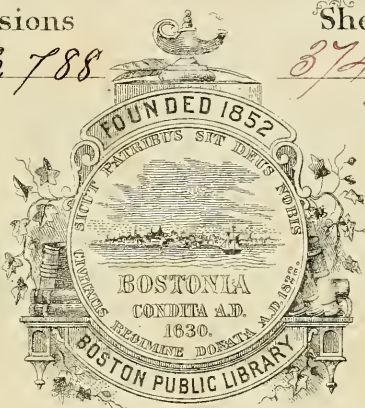 sions
She
788
374
FOUNDED 1852
SICUT PATRIBUS SIT DEUS NOBIS
BOSTONIA
CONDITA A.D.
1630.
CIVITATIS REGIMINE DONATA A.D. 1822.
BOSTON PUBLIC LIBRARY